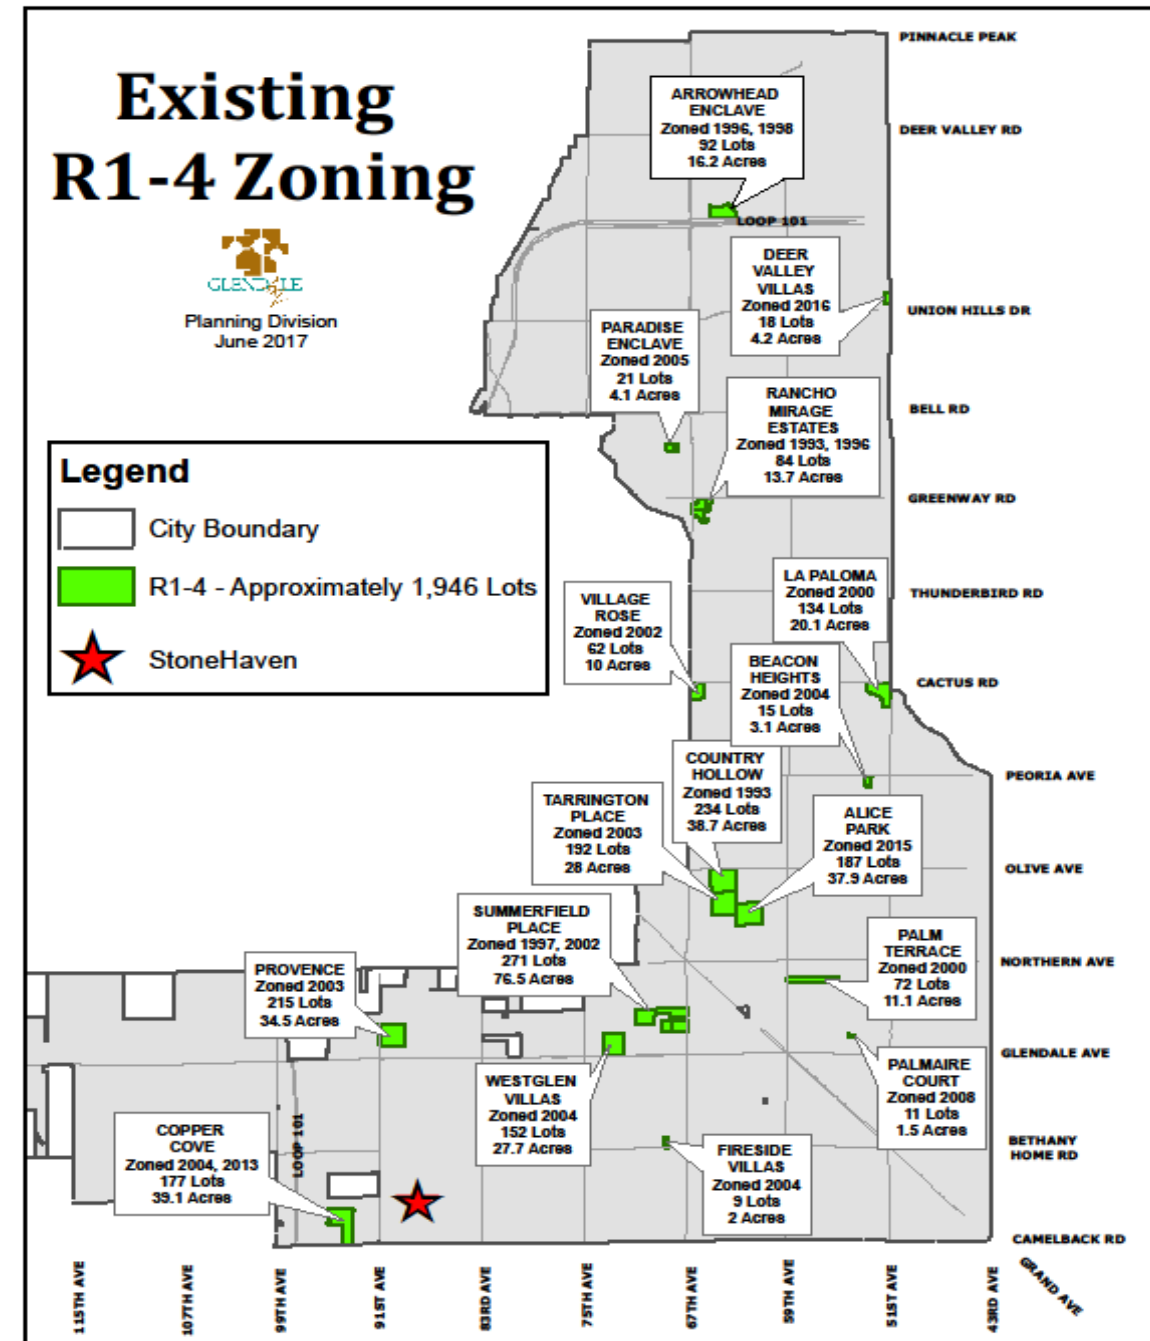 Existing
R1-4 Zoning
GLENDALE
Planning Division
June 2017
Legend
City Boundary
R1-4 - Approximately 1,946 Lots
StoneHaven
PINNACLE PEAK
DEER VALLEY RD
UNION HILLS DR
BELL RD
GREENWAY RD
THUNDERBIRD RD
CACTUS RD
PEORIA AVE
OLIVE AVE
NORTHERN AVE
GLENDALE AVE
BETHANY
HOME RD
CAMELBACK RD
GRAND AVE
ARROWHEAD
ENCLAVE
Zoned 1996, 1998
92 Lots
16.2 Acres
LOOP 101
DEER
VALLEY
VILLAS
Zoned 2016
18 Lots
4.2 Acres
PARADISE
ENCLAVE
Zoned 2005
21 Lots
4.1 Acres
RANCHO
MIRAGE
ESTATES
Zoned 1993, 1996
84 Lots
13.7 Acres
LA PALOMA
Zoned 2000
134 Lots
20.1 Acres
VILLAGE
ROSE
Zoned 2002
62 Lots
10 Acres
BEACON
HEIGHTS
Zoned 2004
15 Lots
3.1 Acres
COUNTRY
HOLLOW
Zoned 1993
234 Lots
38.7 Acres
TARRINGTON
PLACE
Zoned 2003
192 Lots
28 Acres
ALICE
PARK
Zoned 2015
187 Lots
37.9 Acres
SUMMERFIELD
PLACE
Zoned 1997, 2002
271 Lots
76.5 Acres
PALM
TERRACE
Zoned 2000
72 Lots
11.1 Acres
PROVENCE
Zoned 2003
215 Lots
34.5 Acres
WESTGLEN
VILLAS
Zoned 2004
152 Lots
27.7 Acres
PALMAIRE
COURT
Zoned 2008
11 Lots
1.5 Acres
COPPER
COVE
Zoned 2004, 2013
177 Lots
39.1 Acres
LOOP 101
FIRESIDE
VILLAS
Zoned 2004
9 Lots
2 Acres
115TH AVE
107TH AVE
99TH AVE
91ST AVE
83RD AVE
75TH AVE
67TH AVE
59TH AVE
51ST AVE
43RD AVE